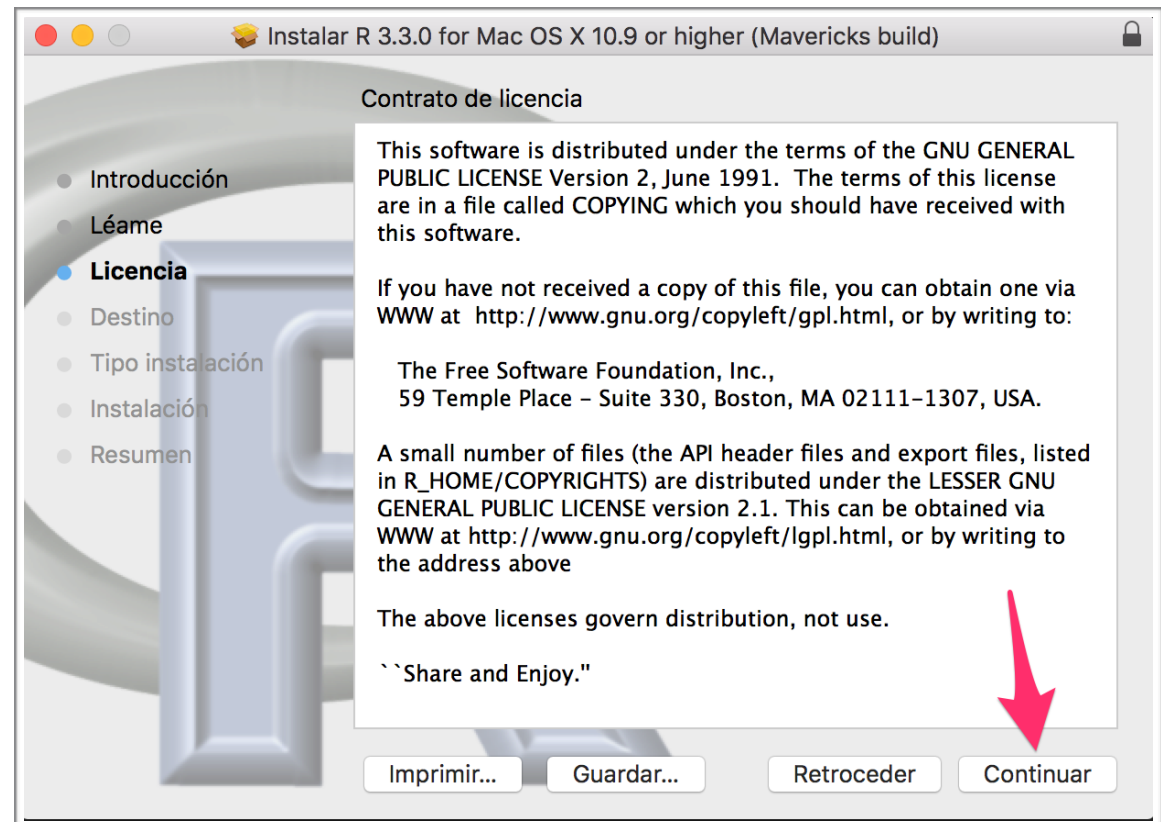 Instalar R 3.3.0 for Mac OS X 10.9 or higher (Mavericks build)
Introducción
Léame
Licencia
Destino
Tipo instalación
Instalación
Resumen
Contrato de licencia
This software is distributed under the terms of the GNU GENERAL
PUBLIC LICENSE Version 2, June 1991.  The terms of this license
are in a file called COPYING which you should have received with
this software.
If you have not received a copy of this file, you can obtain one via
WWW at  http://www.gnu.org/copyleft/gpl.html, or by writing to:
The Free Software Foundation, Inc.,
59 Temple Place – Suite 330, Boston, MA 02111–1307, USA.
A small number of files (the API header files and export files, listed
in R_HOME/COPYRIGHTS) are distributed under the LESSER GNU
GENERAL PUBLIC LICENSE version 2.1. This can be obtained via
WWW at http://www.gnu.org/copyleft/lgpl.html, or by writing to
the address above
The above licenses govern distribution, not use.
``Share and Enjoy."
Imprimir... Guardar... Retroceder Continuar